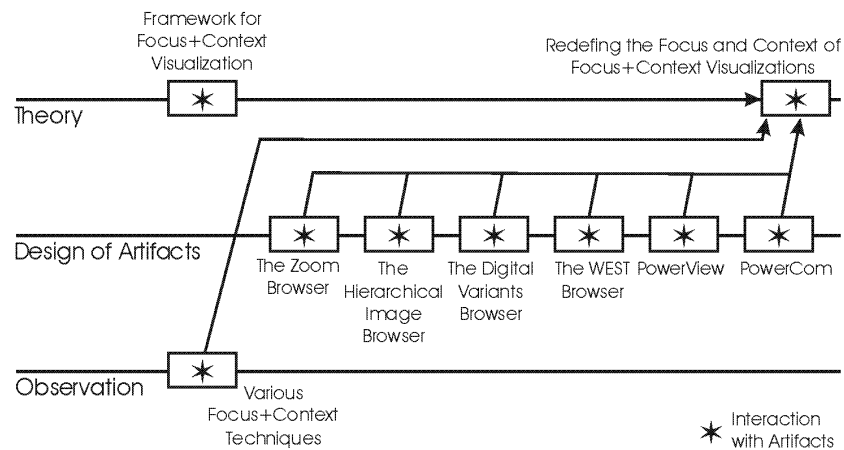 Framework for
Focus+Context
Visualization
Redefing the Focus and Context of
Focus+Context Visualizations
Theory
Design of Artifacts
The Zoom
Browser
The
Hierarchical
Image
Browser
The Digital
Variants
Browser
The WEST
Browser
PowerView
PowerCom
Observation
Various
Focus+Context
Techniques
Interaction
with Artifacts